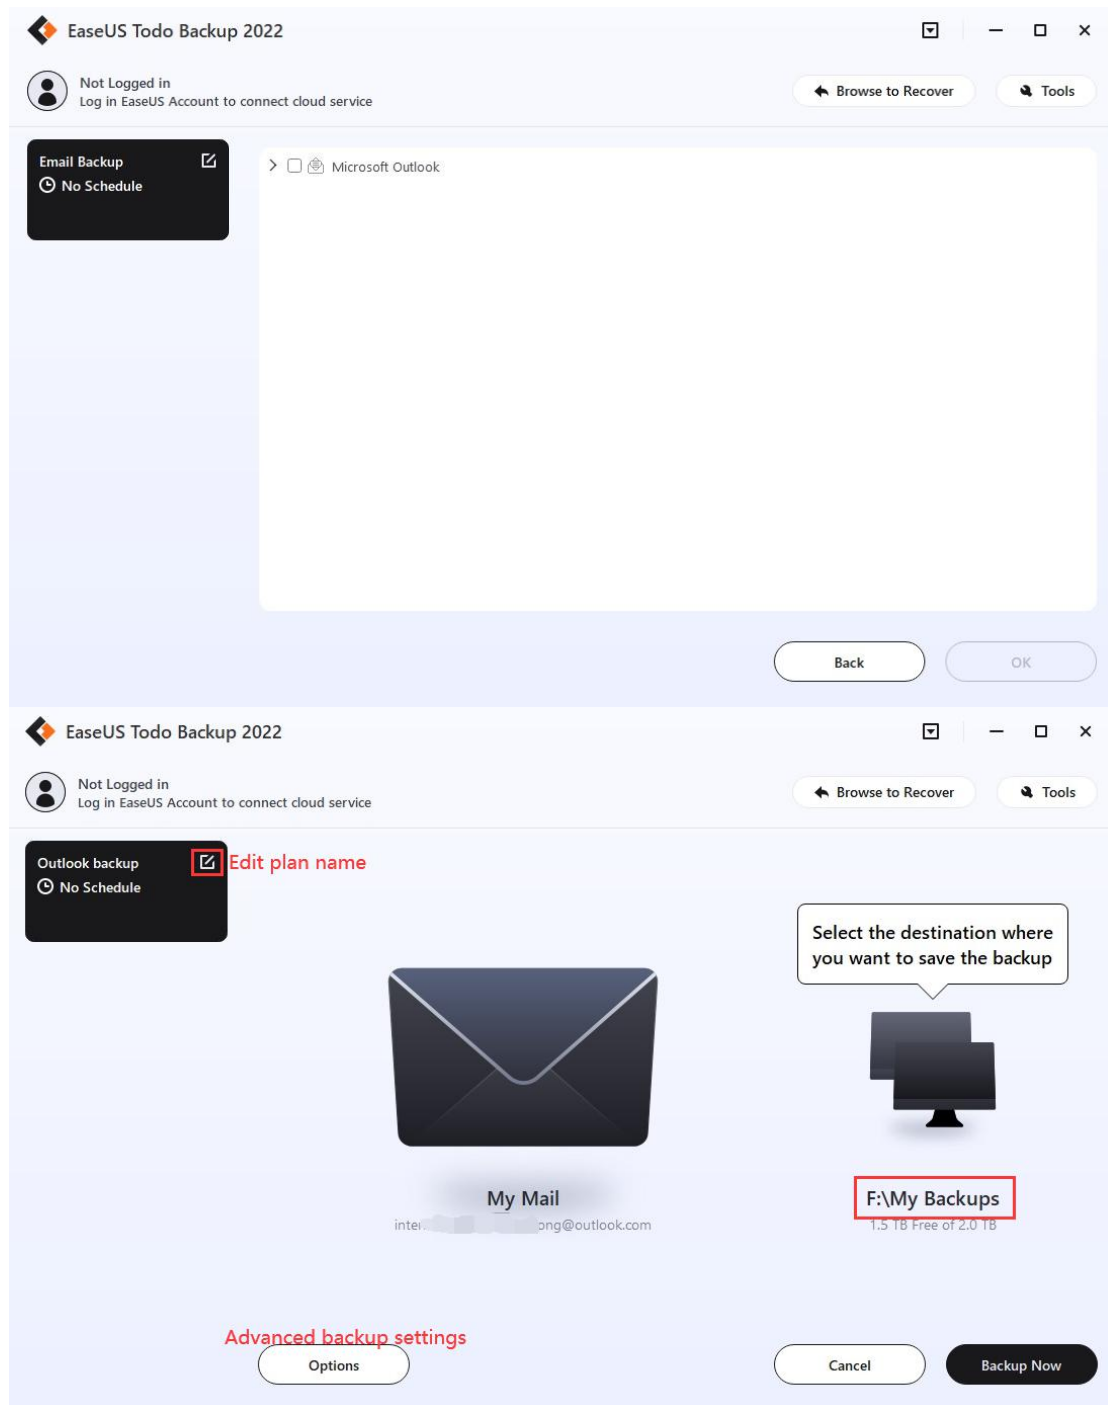 EaseUS Todo Backup 2022
Not Logged in
Log in EaseUS Account to connect cloud service
Browse to Recover
Tools
Email Backup
No Schedule
Microsoft Outlook
Back
OK
EaseUS Todo Backup 2022
Not Logged in
Log in EaseUS Account to connect cloud service
Browse to Recover
Tools
Outlook backup
No Schedule
Edit plan name
Select the destination where
you want to save the backup
My Mail
ong@outlook.com
F:\My Backups
1.5 TB Free of 2.0 TB
Advanced backup settings
Options
Cancel
Backup Now